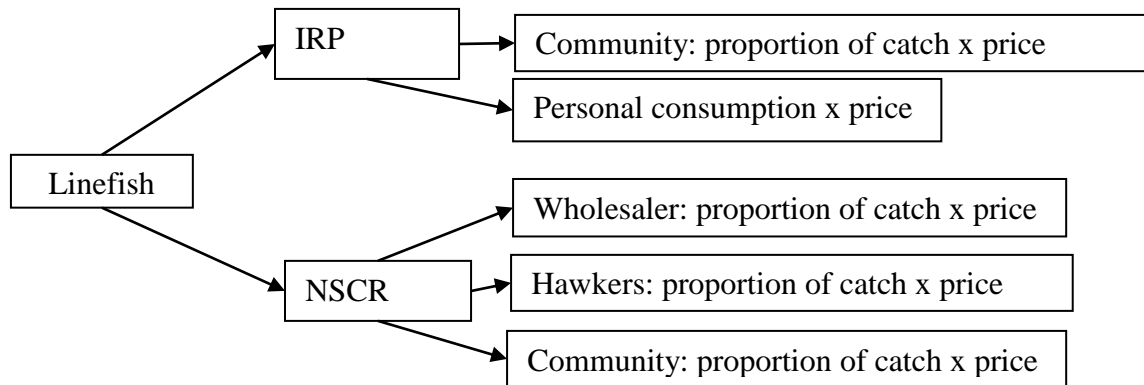 IRP
Community: proportion of catch x price
Personal consumption x price
Linefish
Wholesaler: proportion of catch x price
NSCR
Hawkers: proportion of catch x price
Community: proportion of catch x price